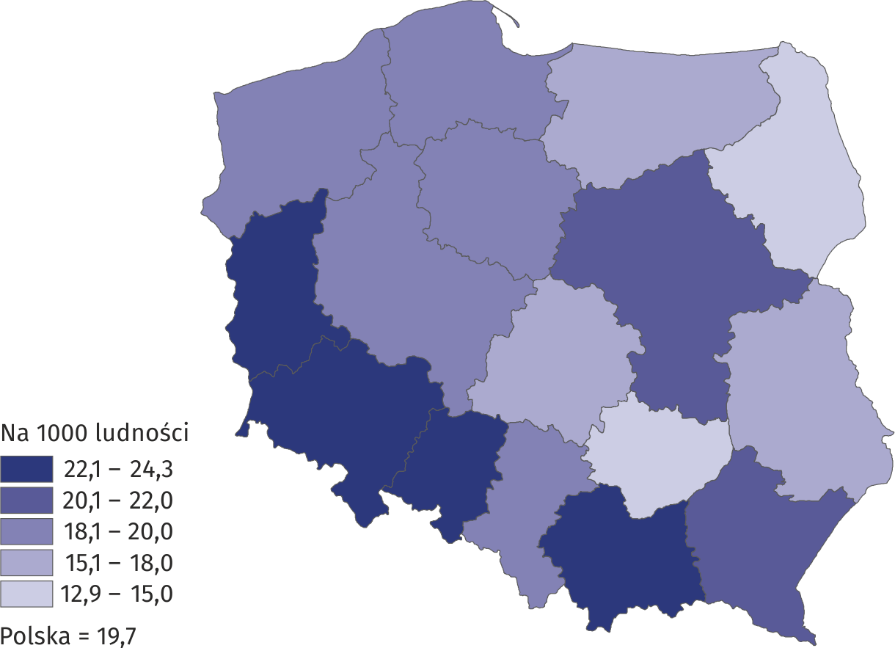 Na 1000 ludności
22,1 – 24,3
20,1 – 22,0
18,1 – 20,0
15,1 – 18,0
12,9 – 15,0
Polska = 19,7